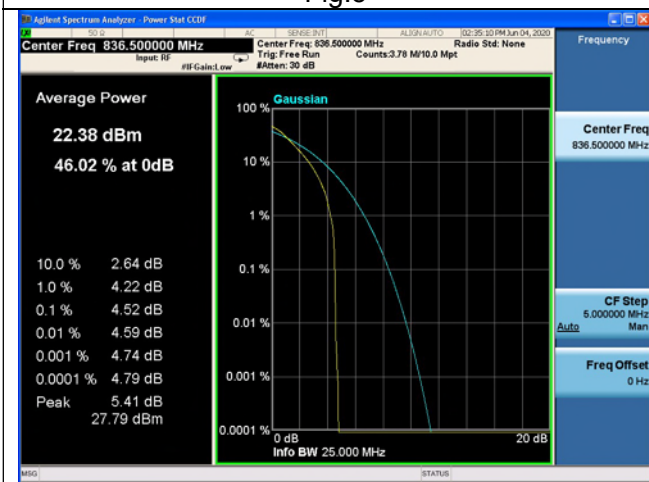 Agilent Spectrum Analyzer - Power Stat CCDF
50 Ω AC SENSE:INT ALIGN AUTO 02:35:10 PM Jun 04, 2020
Center Freq 836.500000 MHz Center Freq: 836.500000 MHz Radio Std: None
Input: RF Trig: Free Run Counts:3.78 M/10.0 Mpt
#IFGain:Low #Atten: 30 dB
Frequency
Average Power
22.38 dBm
46.02 % at 0dB
10.0 % 2.64 dB
1.0 % 4.22 dB
0.1 % 4.52 dB
0.01 % 4.59 dB
0.001 % 4.74 dB
0.0001 % 4.79 dB
Peak 5.41 dB
27.79 dBm
Gaussian
100 %
10 %
1 %
0.1 %
0.01 %
0.001 %
0.0001 %
0 dB 20 dB
Info BW 25.000 MHz
Center Freq
836.500000 MHz
CF Step
5.000000 MHz
Auto Man
Freq Offset
0 Hz
MSG STATUS